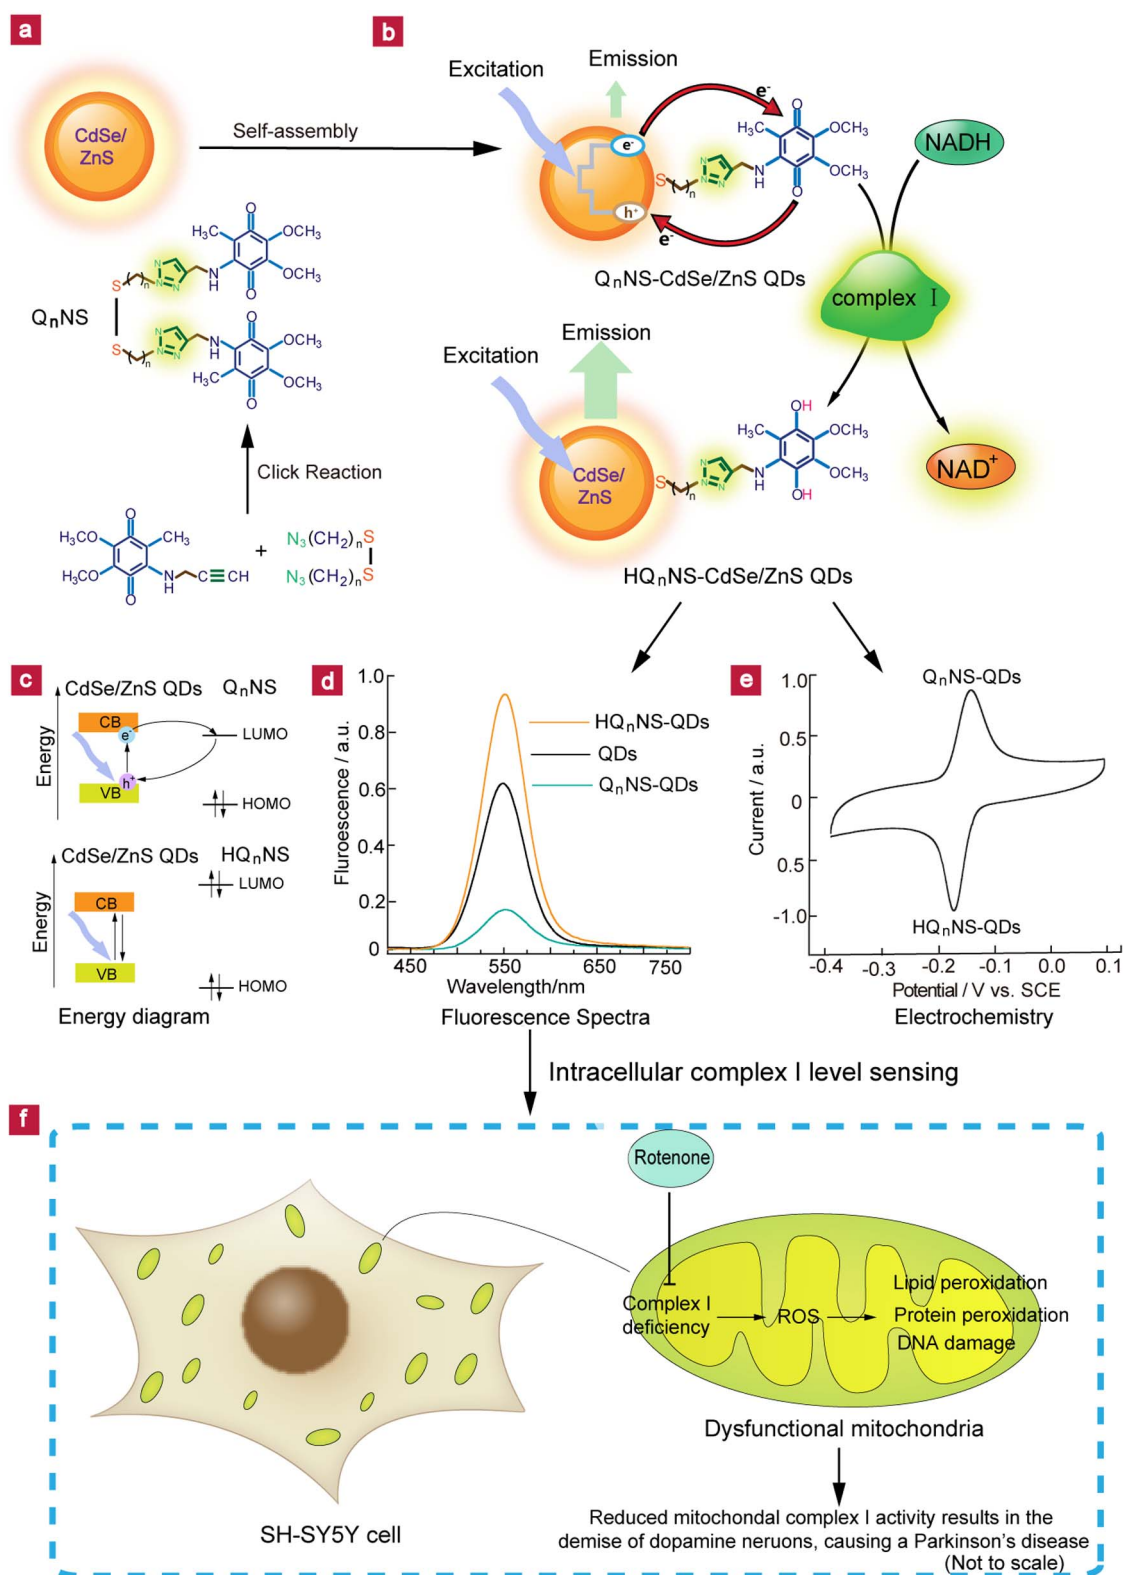 a
CdSe/
ZnS
Self-assembly
QnNS
CH₃
O
OCH₃
OCH₃
O
N
N
N
N
H
S
n
S
n
N
N
N
N
H
O
OCH₃
H₃C
OCH₃
O
Click Reaction
O
H₃CO
CH₃
H₃CO
N
H
C≡CH
O
+
N₃(CH₂)nS
N₃(CH₂)nS
b
Excitation
Emission
e⁻
e⁻
h⁺
e⁻
S
n
N
N
N
N
H
O
H₃C
OCH₃
OCH₃
O
NADH
QnNS-CdSe/ZnS QDs
complex I
NAD⁺
Excitation
Emission
CdSe/
ZnS
S
n
N
N
N
N
H
OH
H₃C
OCH₃
OCH₃
OH
HQnNS-CdSe/ZnS QDs
c
CdSe/ZnS QDs QnNS
Energy
CB
e⁻
LUMO
h⁺
VB
HOMO
CdSe/ZnS QDs HQnNS
Energy
LUMO
CB
VB
HOMO
Energy diagram
d
Fluroescence / a.u.
1.0
0.8
0.6
0.4
0.2
0
HQnNS-QDs
QDs
QnNS-QDs
450 550 650 750
Wavelength/nm
Fluorescence Spectra
e
Current / a.u.
1.0
0.5
0
0.5
-1.0
QnNS-QDs
HQnNS-QDs
-0.4 -0.3 -0.2 -0.1 0.0 0.1
Potential / V vs. SCE
Electrochemistry
Intracellular complex I level sensing
f
SH-SY5Y cell
Rotenone
Complex I
deficiency
ROS
Lipid peroxidation
Protein peroxidation
DNA damage
Dysfunctional mitochondria
Reduced mitochondal complex I activity results in the
demise of dopamine neruons, causing a Parkinson's disease
(Not to scale)